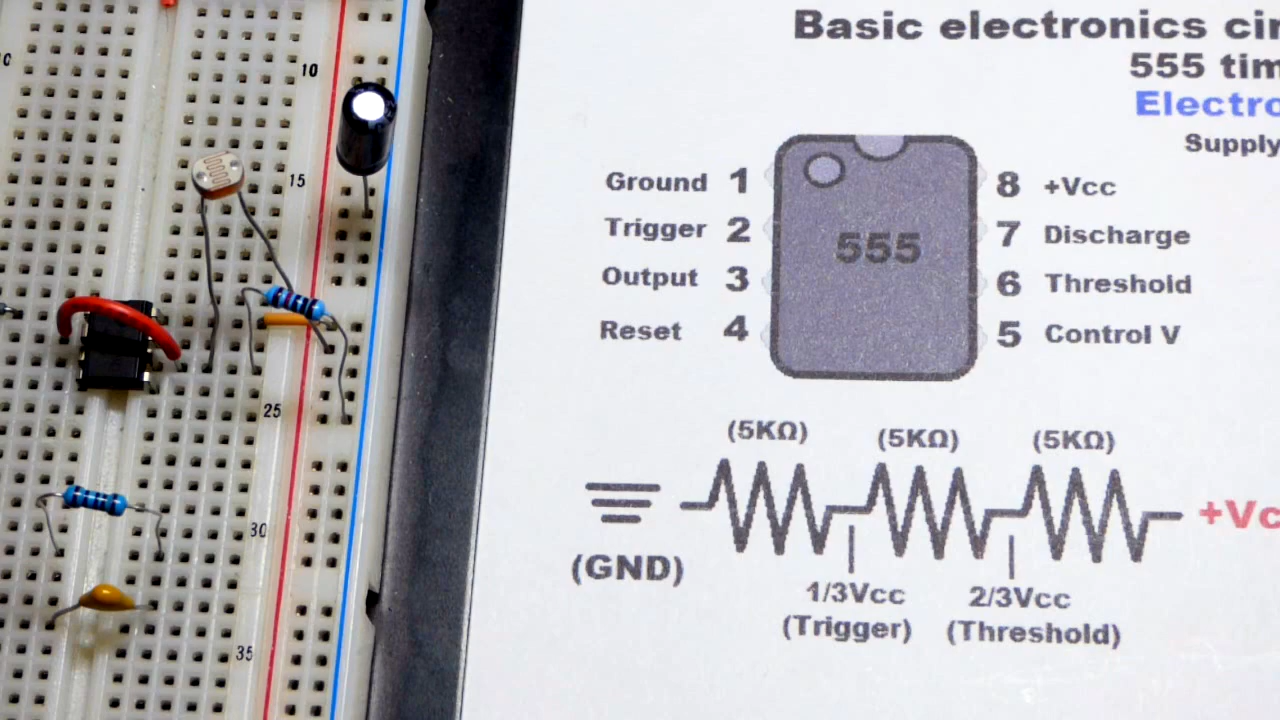 10
15
25
30
35
Basic electronics cir
555 tim
Electro
Supply
Ground 1
Trigger 2
Output 3
Reset 4
555
8 +Vcc
7 Discharge
6 Threshold
5 Control V
(5KΩ) (5KΩ) (5KΩ)
+Vc
(GND)
1/3Vcc 2/3Vcc
(Trigger) (Threshold)